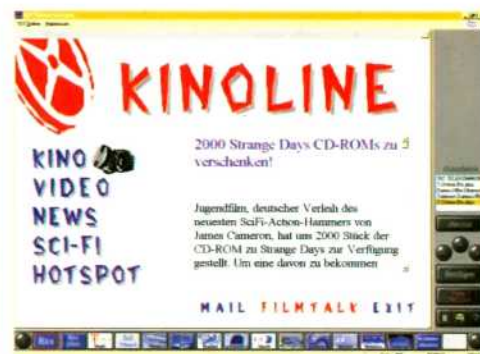 KINOLINE
2000 Strange Days CD-ROMs zu
verschenken!
KINO
VIDEO
NEWS
SCI-FI
HOTSPOT
Jugendfilm, deutscher Verleih des
neuesten SciFi-Action-Hammers von
James Cameron, hat uns 2000 Stück der
CD-ROM zu Strange Days zur Verfügung
gestellt. Um eine davon zu bekommen
MAIL FILMTALK EXIT